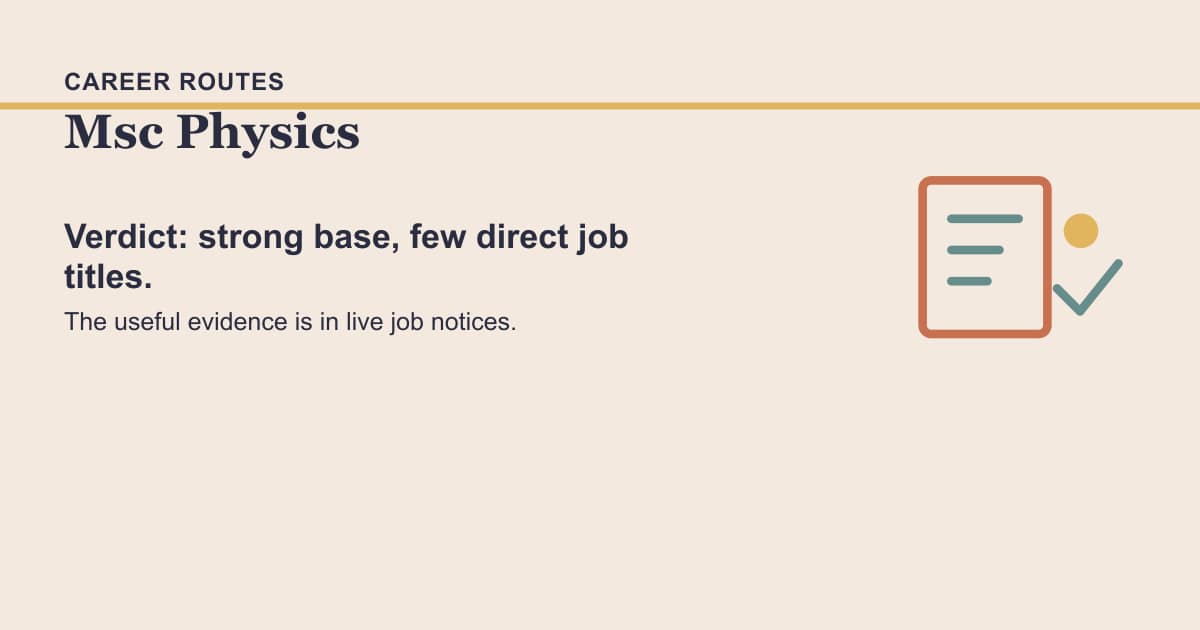 CAREER ROUTES
Msc Physics
Verdict: strong base, few direct job
titles.
The useful evidence is in live job notices.